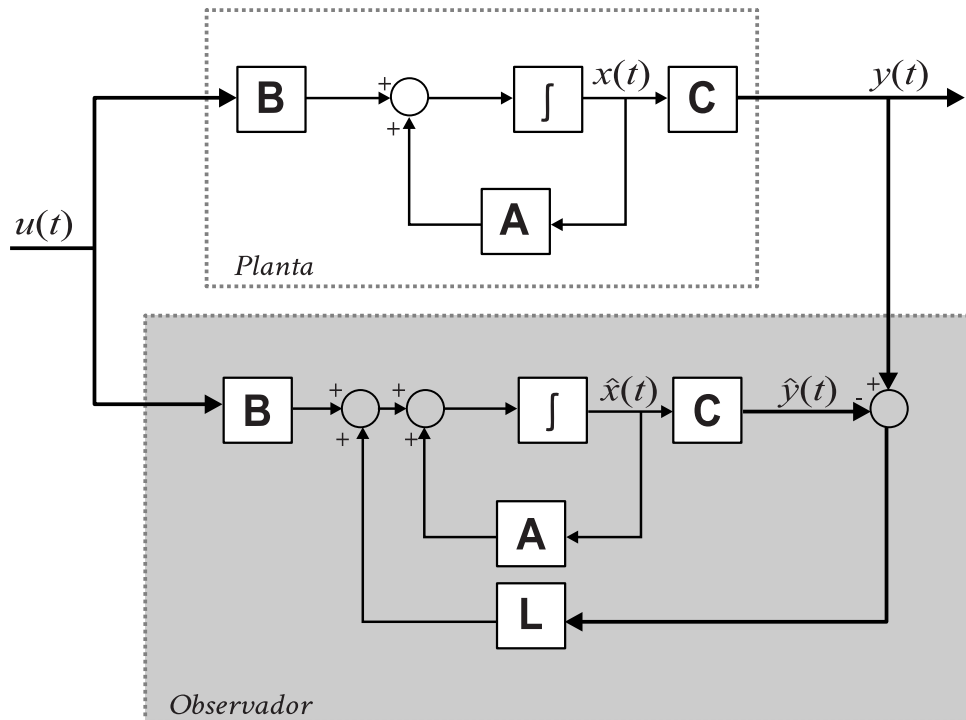 B + + ∫ x(t) C y(t)
A
u(t)
Planta
B + + + + ∫ x̂(t) C ŷ(t) + -
A
L
Observador